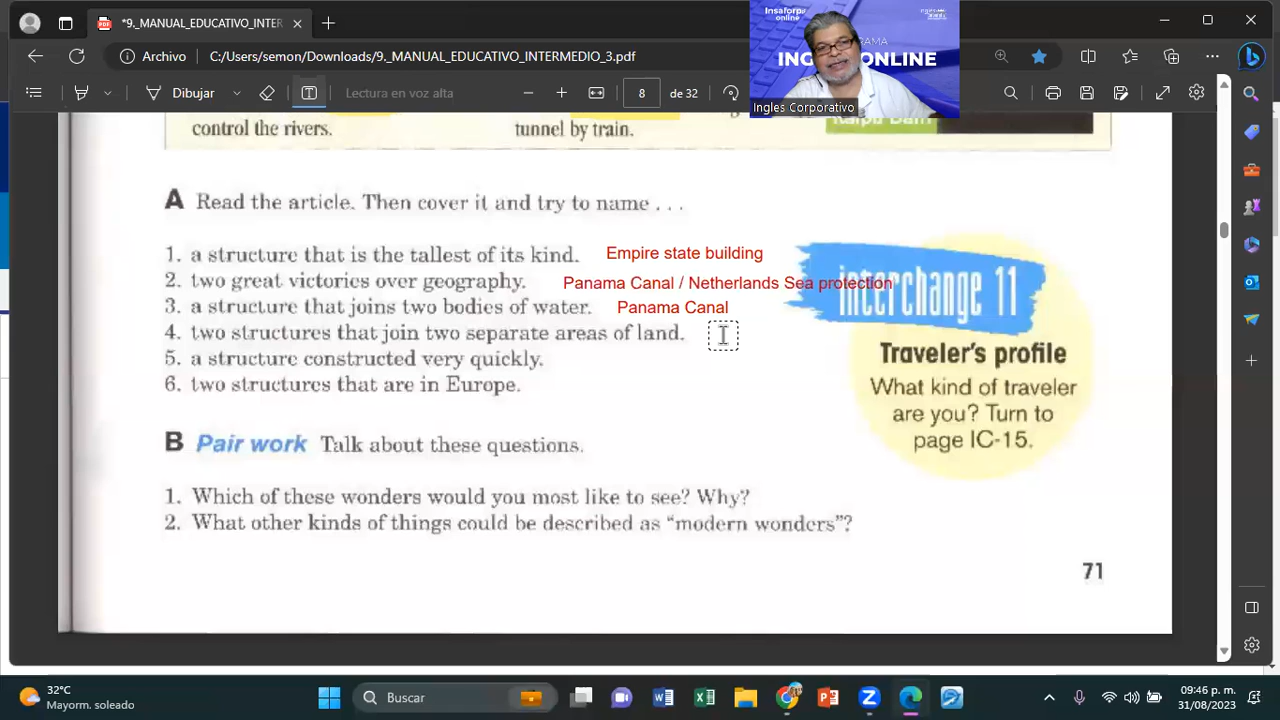 *9._MANUAL_EDUCATIVO_INTER
Archivo
C:/Users/semon/Downloads/9._MANUAL_EDUCATIVO_INTERMEDIO_3.pdf
Dibujar
Lectura en voz alta
8
de 32
Insaforp
online
INGLES ONLINE
Ingles Corporativo
control the rivers.
tunnel by train.
A Read the article. Then cover it and try to name . . .
1. a structure that is the tallest of its kind. Empire state building
2. two great victories over geography. Panama Canal / Netherlands Sea protection
3. a structure that joins two bodies of water. Panama Canal
4. two structures that join two separate areas of land.
5. a structure constructed very quickly.
6. two structures that are in Europe.
interchange 11
Traveler's profile
What kind of traveler
are you? Turn to
page IC-15.
B Pair work Talk about these questions.
1. Which of these wonders would you most like to see? Why?
2. What other kinds of things could be described as “modern wonders”?
71
32°C
Mayorm. soleado
Buscar
09:46 p. m.
31/08/2023